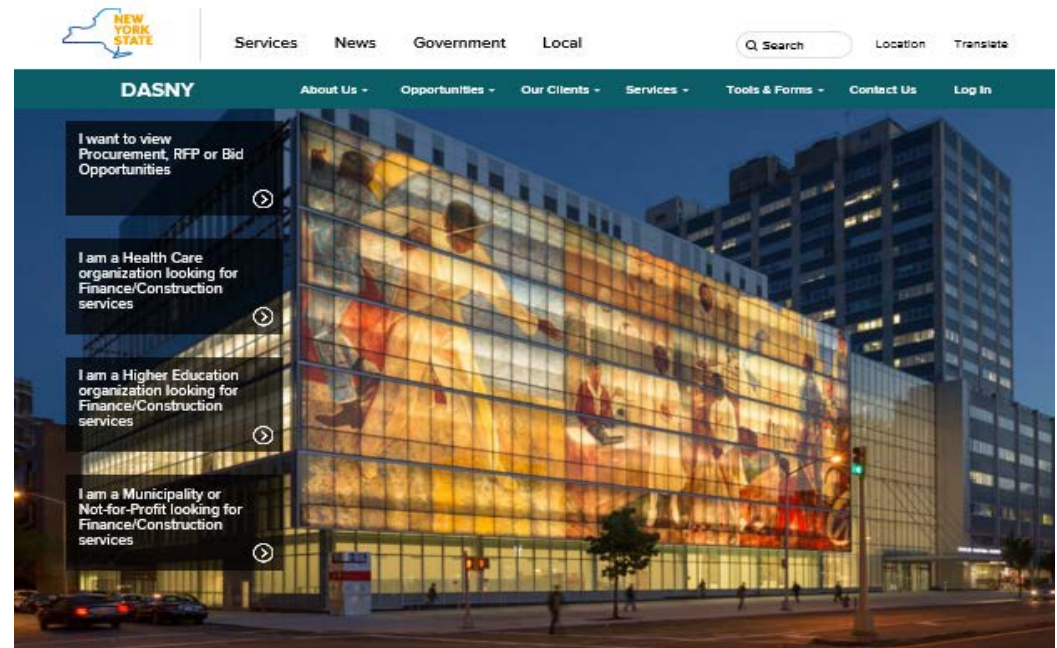 NEW
YORK
STATE
Services News Government Local
Search Location Translate
DASNY About Us Opportunities Our Clients Services Tools & Forms Contact Us Log In
I want to view
Procurement, RFP or Bid
Opportunities
I am a Health Care
organization looking for
Finance/Construction
services
I am a Higher Education
organization looking for
Finance/Construction
services
I am a Municipality or
Not-for-Profit looking for
Finance/Construction
services